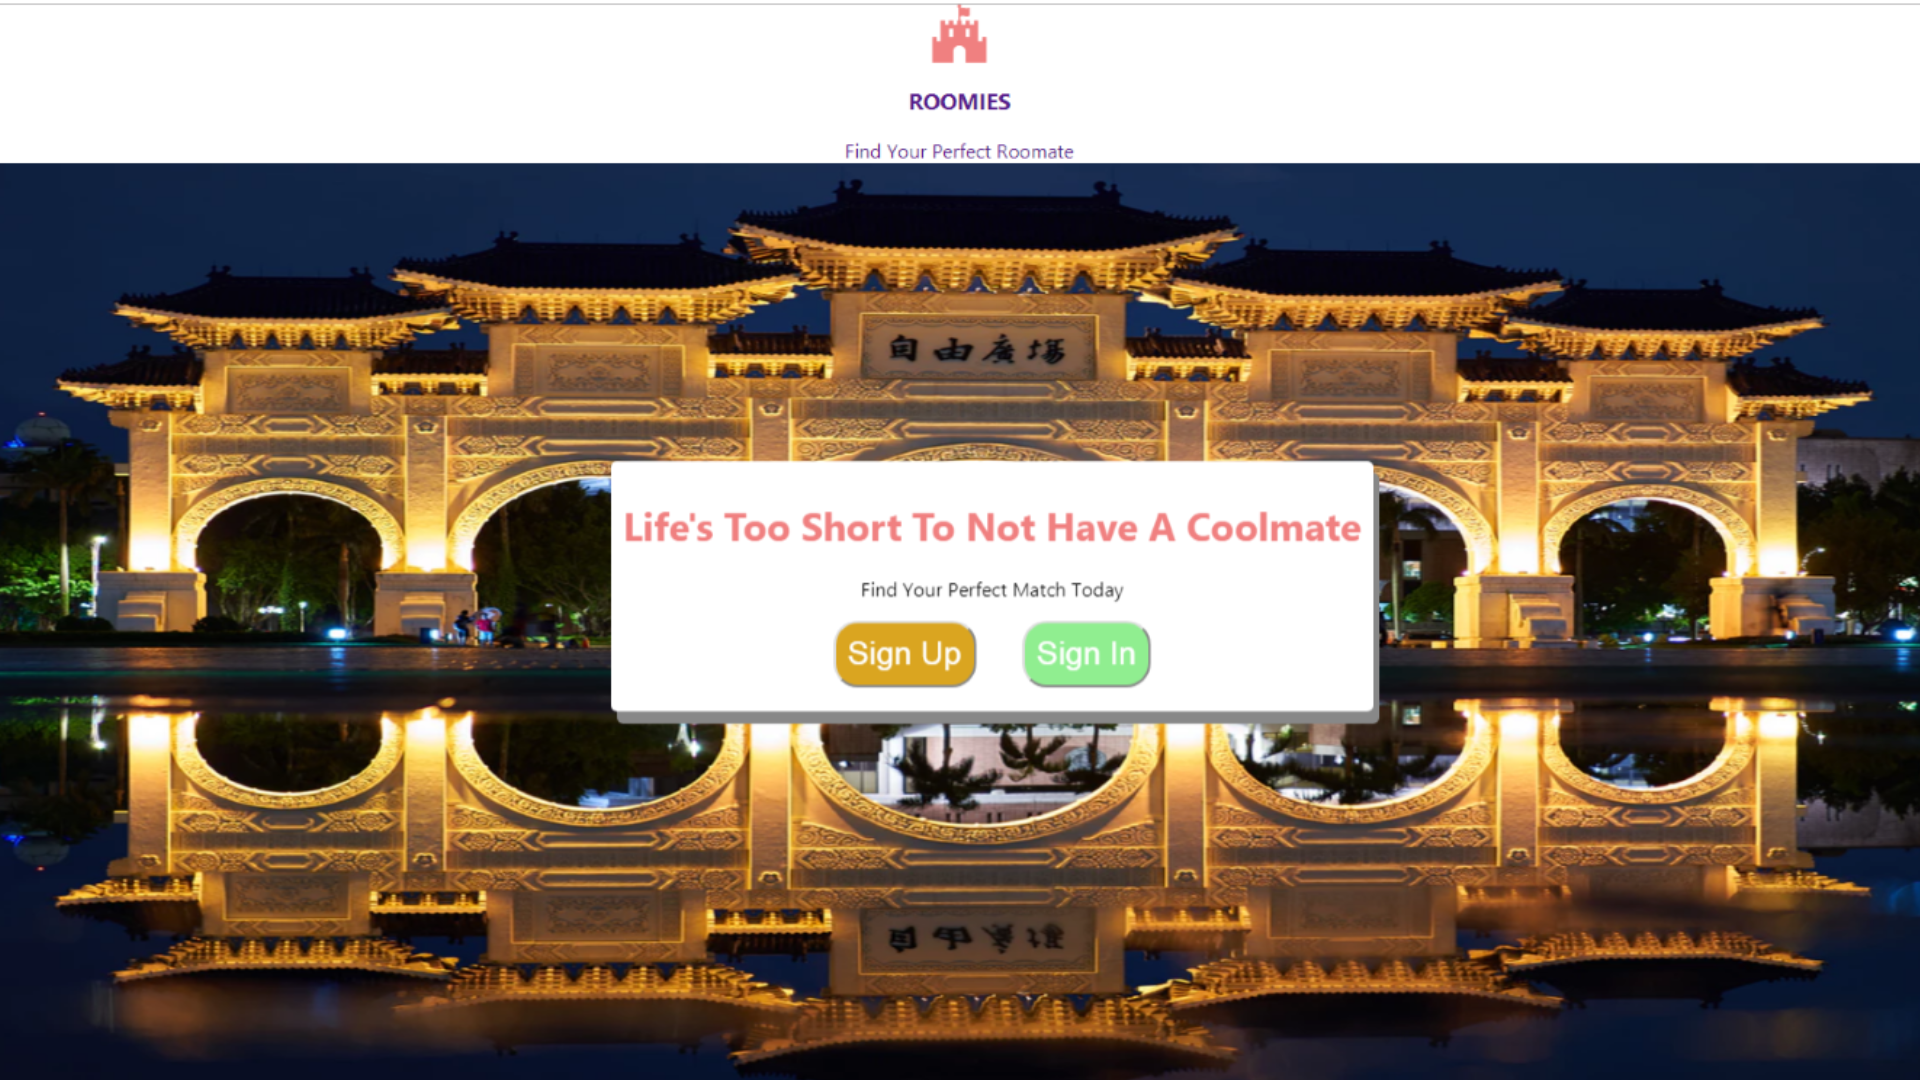 ROOMIES
Find Your Perfect Roomate
自由廣場
Life's Too Short To Not Have A Coolmate
Find Your Perfect Match Today
Sign Up
Sign In